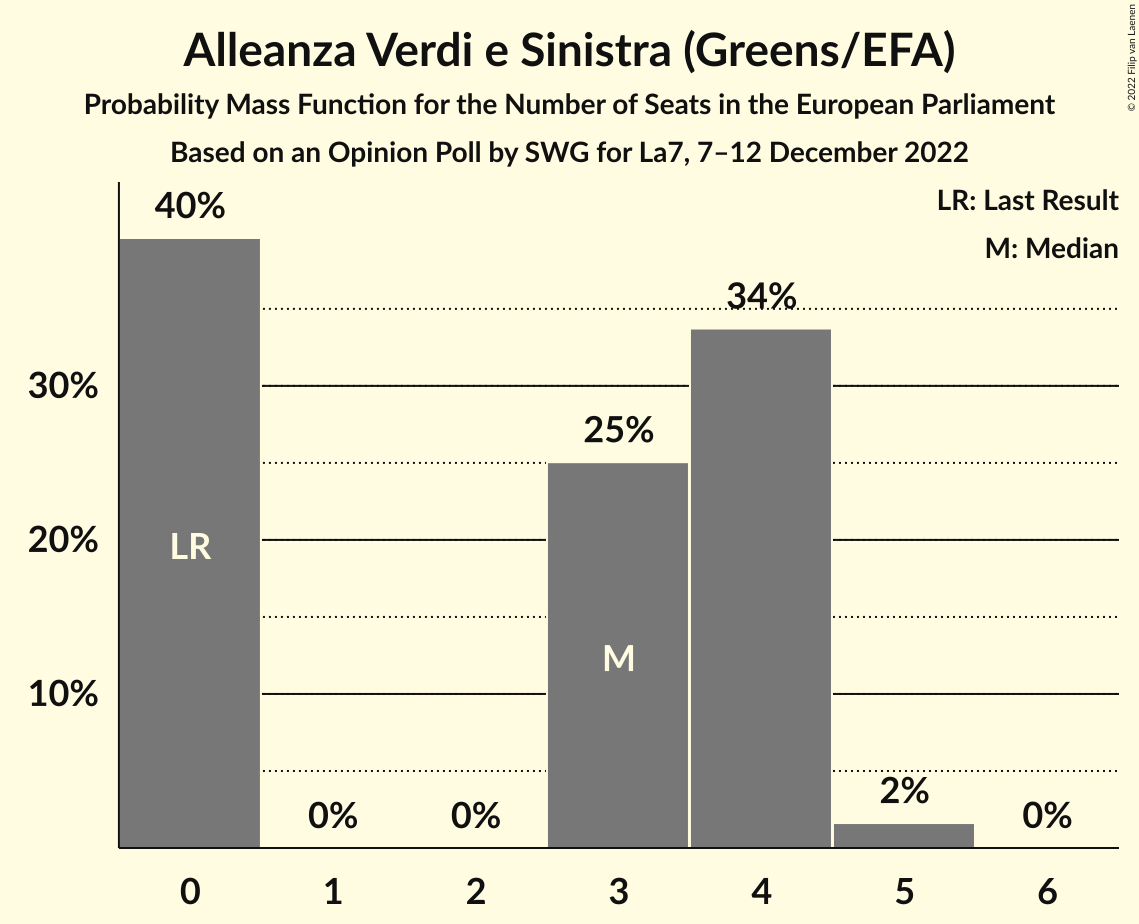 Alleanza Verdi e Sinistra (Greens/EFA)
Probability Mass Function for the Number of Seats in the European Parliament
Based on an Opinion Poll by SWG for La7, 7–12 December 2022
© 2022 Filip van Laenen
LR: Last Result
M: Median
40%
34%
30%
25%
20%
LR
M
10%
0%
0%
2%
0%
0
1
2
3
4
5
6